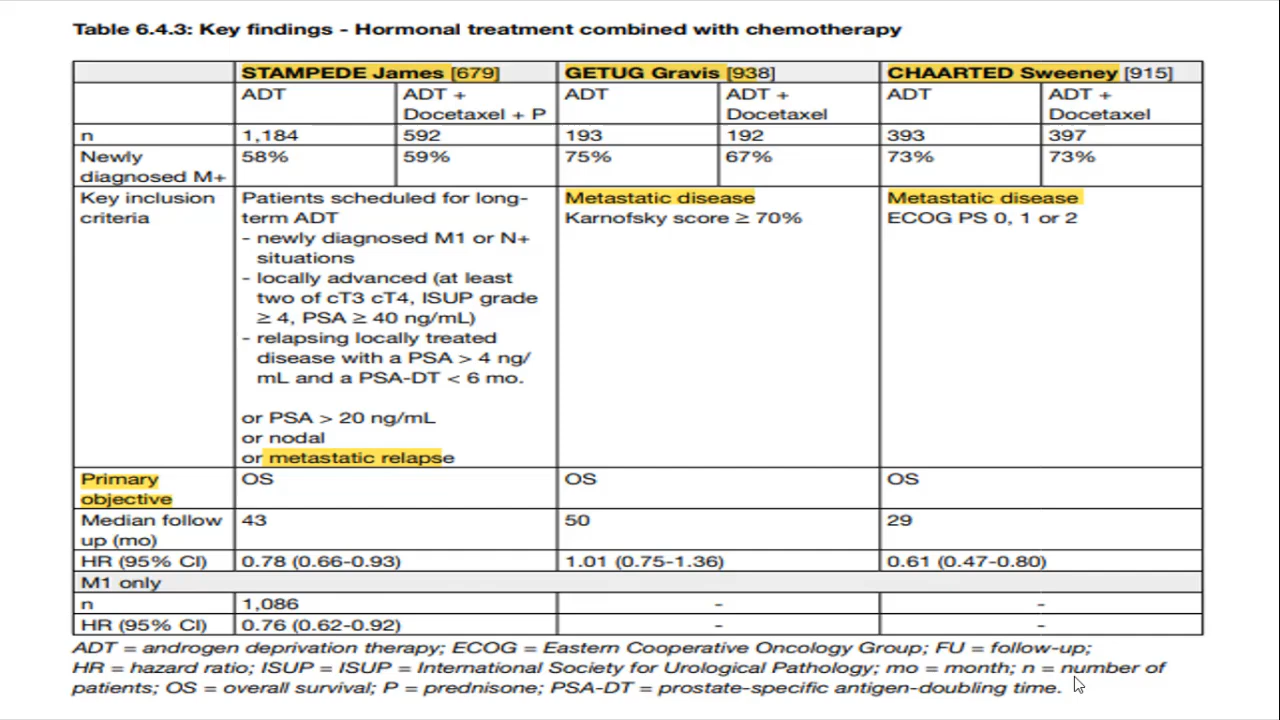 Table 6.4.3: Key findings - Hormonal treatment combined with chemotherapy
STAMPEDE James [679] GETUG Gravis [938] CHAARTED Sweeney [915]
ADT ADT + Docetaxel + P ADT ADT + Docetaxel ADT ADT + Docetaxel
n 1,184 592 193 192 393 397
Newly diagnosed M+ 58% 59% 75% 67% 73% 73%
Key inclusion criteria
Patients scheduled for long-
term ADT
- newly diagnosed M1 or N+
situations
- locally advanced (at least
two of cT3 cT4, ISUP grade
≥ 4, PSA ≥ 40 ng/mL)
- relapsing locally treated
disease with a PSA > 4 ng/
mL and a PSA-DT < 6 mo.
or PSA > 20 ng/mL
or nodal
or metastatic relapse
Metastatic disease
Karnofsky score ≥ 70%
Metastatic disease
ECOG PS 0, 1 or 2
Primary objective OS OS OS
Median follow up (mo) 43 50 29
HR (95% CI) 0.78 (0.66-0.93) 1.01 (0.75-1.36) 0.61 (0.47-0.80)
M1 only
n 1,086 - -
HR (95% CI) 0.76 (0.62-0.92) - -
ADT = androgen deprivation therapy; ECOG = Eastern Cooperative Oncology Group; FU = follow-up;
HR = hazard ratio; ISUP = ISUP = International Society for Urological Pathology; mo = month; n = number of
patients; OS = overall survival; P = prednisone; PSA-DT = prostate-specific antigen-doubling time.